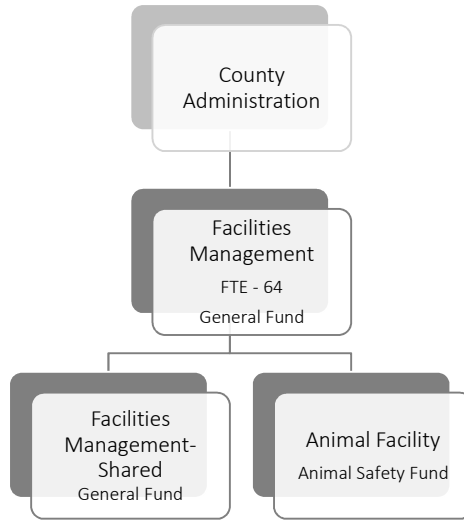 County
Administration
Facilities
Management
FTE - 64
General Fund
Facilities
Management-
Shared
General Fund
Animal Facility
Animal Safety Fund